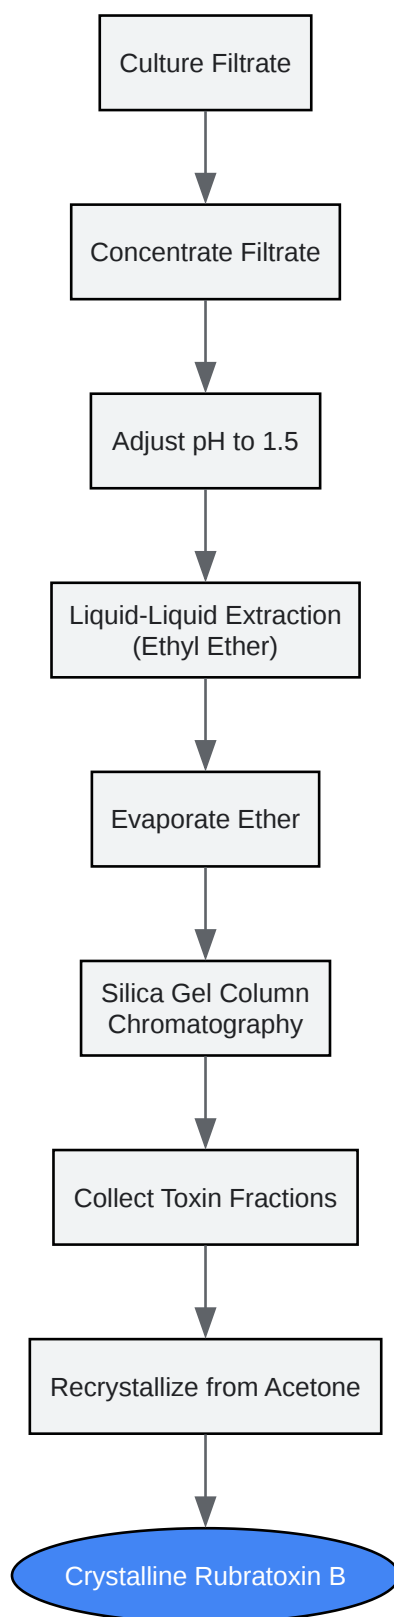 Culture Filtrate
Concentrate Filtrate
Adjust pH to 1.5
Liquid-Liquid Extraction
(Ethyl Ether)
Evaporate Ether
Silica Gel Column
Chromatography
Collect Toxin Fractions
Recrystallize from Acetone
Crystalline Rubratoxin B